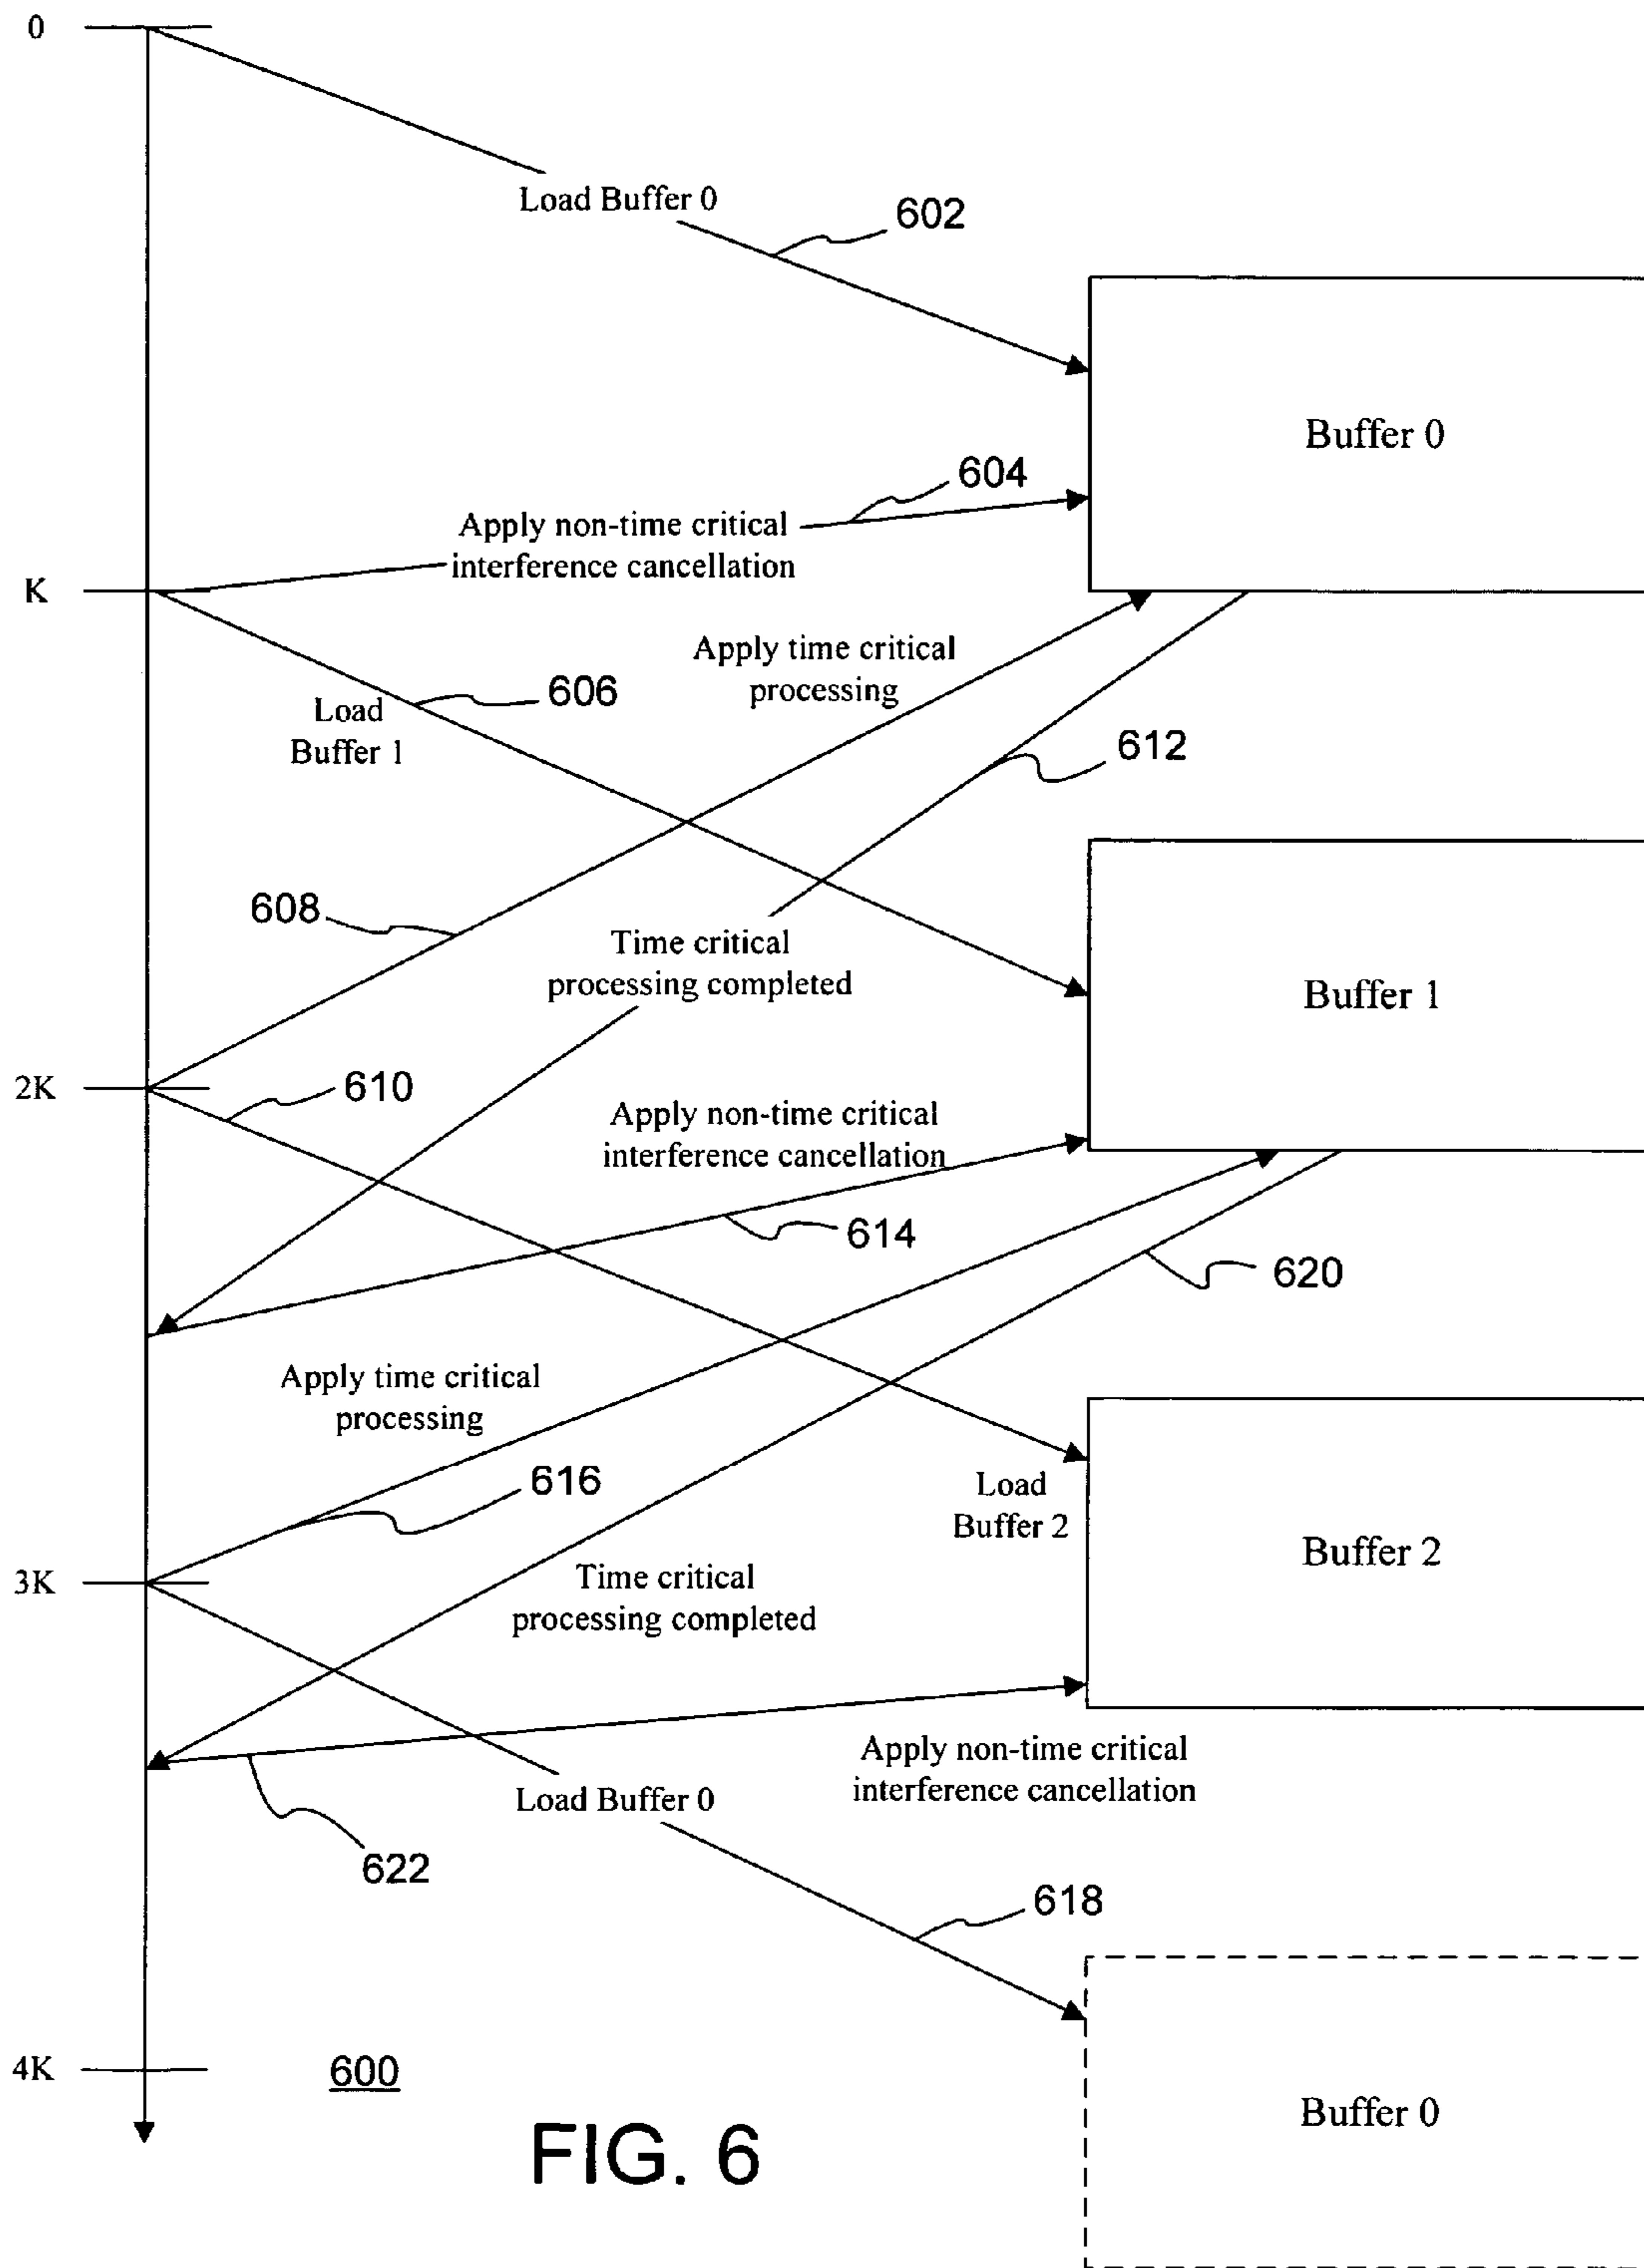 0
Load Buffer 0
602
Buffer 0
604
Apply non-time critical
interference cancellation
K
Apply time critical
processing
606
Load
Buffer 1
612
608
Time critical
processing completed
Buffer 1
2K
610
Apply non-time critical
interference cancellation
614
620
Apply time critical
processing
616
Load
Buffer 2
Buffer 2
3K
Time critical
processing completed
Apply non-time critical
interference cancellation
Load Buffer 0
622
618
4K
600
Buffer 0
FIG. 6